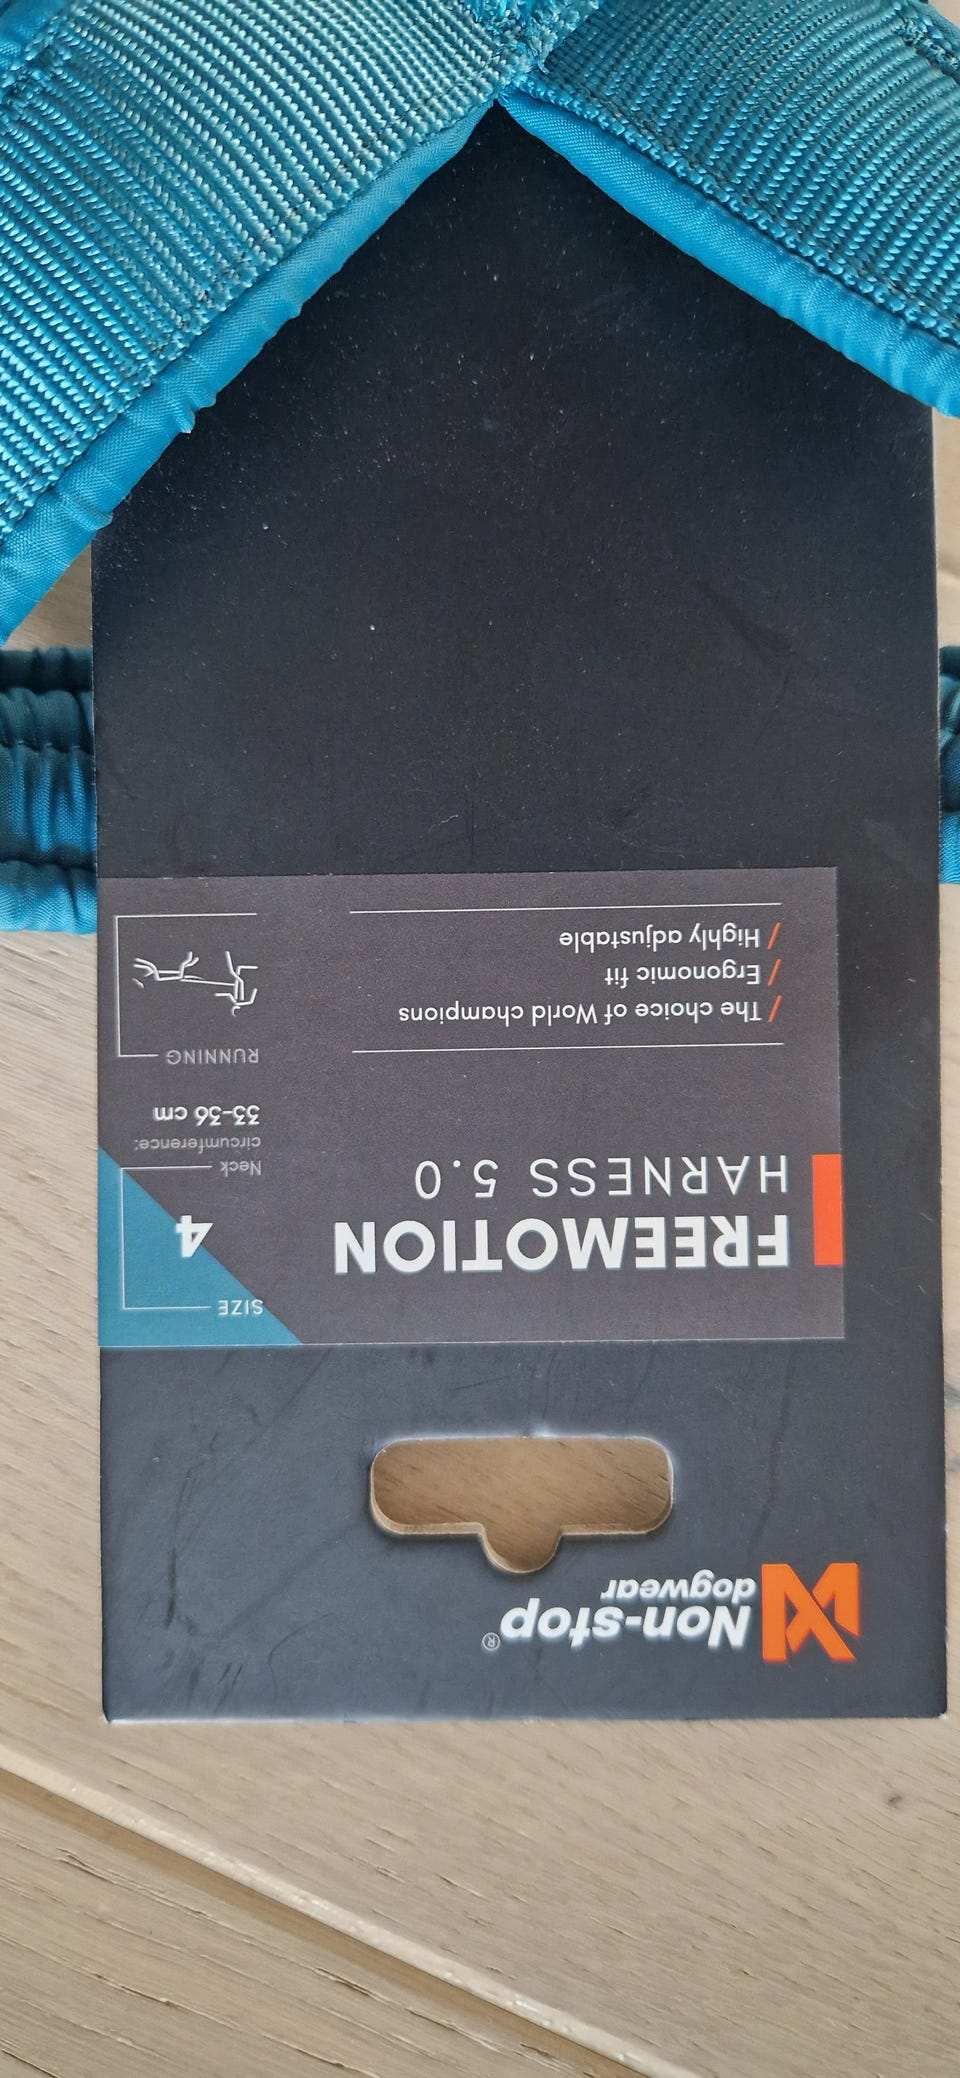 Non-stop®
dogwear
FREEMOTION
HARNESS 5.0
/ The choice of World champions
/ Ergonomic fit
/ Highly adjustable
SIZE
4
Neck
circumference:
33-36 cm
RUNNING